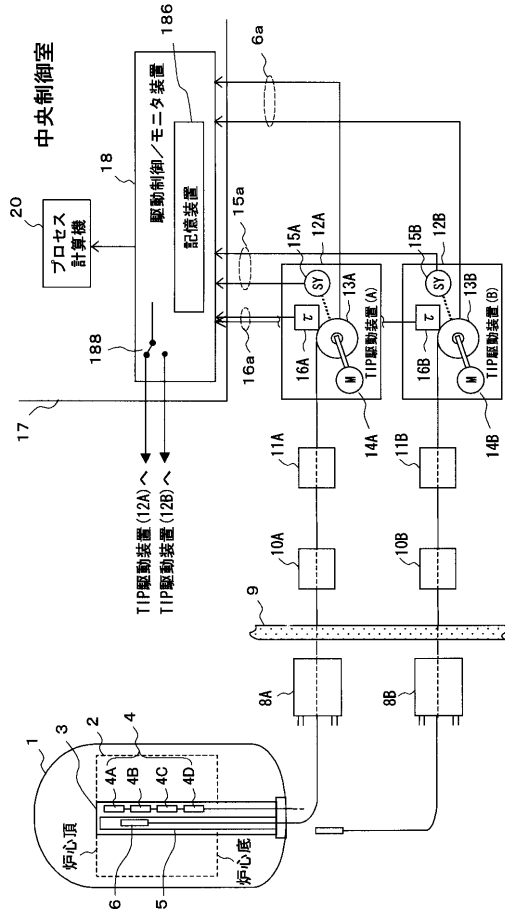 中央制御室
17
20
プロセス
計算機
18
駆動制御/モニタ装置
186
記憶装置
188
16a
15a
6a
TIP駆動装置(12A)へ
TIP駆動装置(12B)へ
1
3
2
4
4A
4B
4C
4D
炉心頂
6
5
炉心底
8A
9
10A
11A
16A
τ
15A
SY
12A
13A
M
14A
TIP駆動装置(A)
8B
10B
11B
16B
τ
15B
SY
12B
13B
M
14B
TIP駆動装置(B)